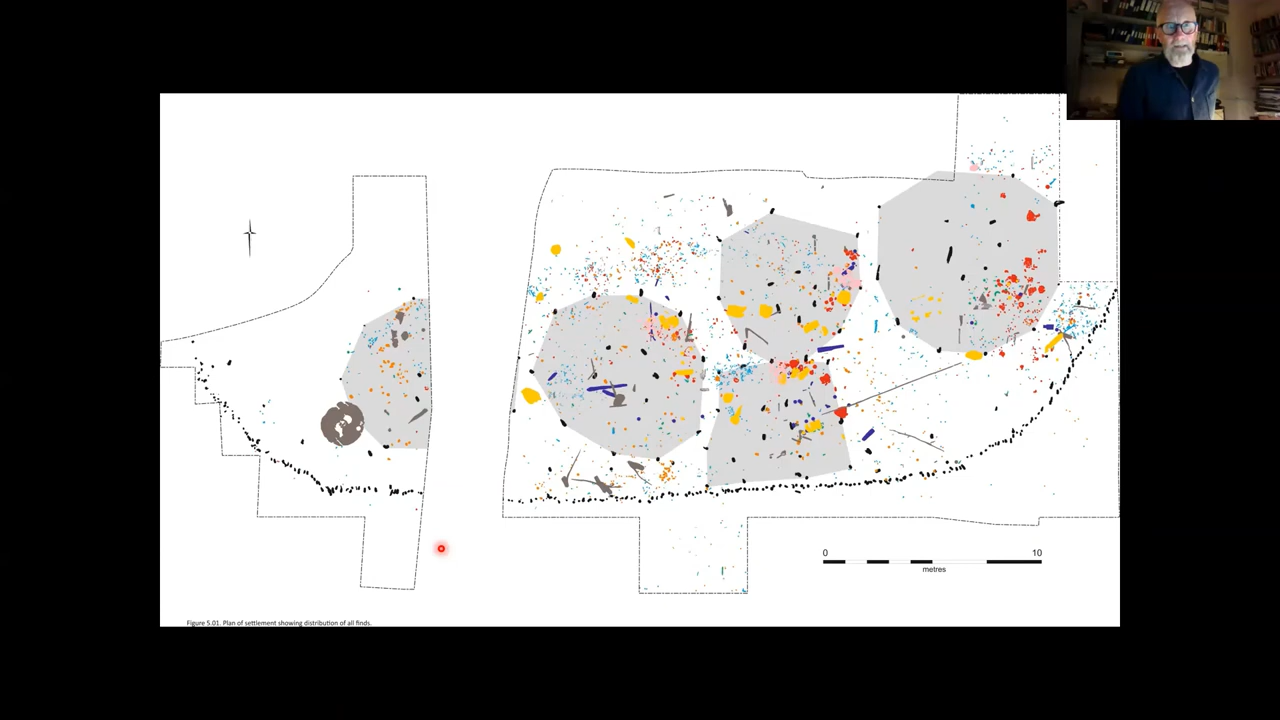 0 10
metres
Figure 5.01. Plan of settlement showing distribution of all finds.